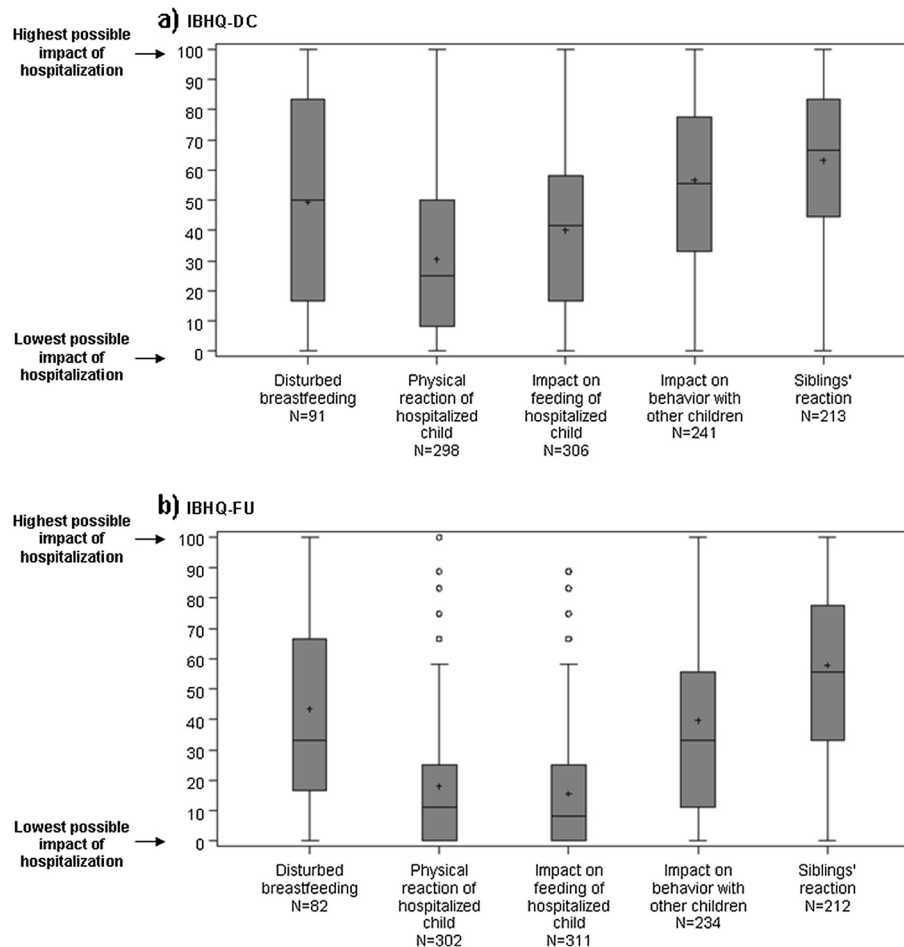 a) IBHQ-DC
Highest possible
impact of
hospitalization
100
90
80
70
60
50
40
30
20
10
0
Lowest possible
impact of
hospitalization
Disturbed
breastfeeding
N=91
Physical
reaction of
hospitalized
child
N=298
Impact on
feeding of
hospitalized
child
N=306
Impact on
behavior with
other children
N=241
Siblings'
reaction
N=213
b) IBHQ-FU
Highest possible
impact of
hospitalization
100
90
80
70
60
50
40
30
20
10
0
Lowest possible
impact of
hospitalization
Disturbed
breastfeeding
N=82
Physical
reaction of
hospitalized
child
N=302
Impact on
feeding of
hospitalized
child
N=311
Impact on
behavior with
other children
N=234
Siblings'
reaction
N=212